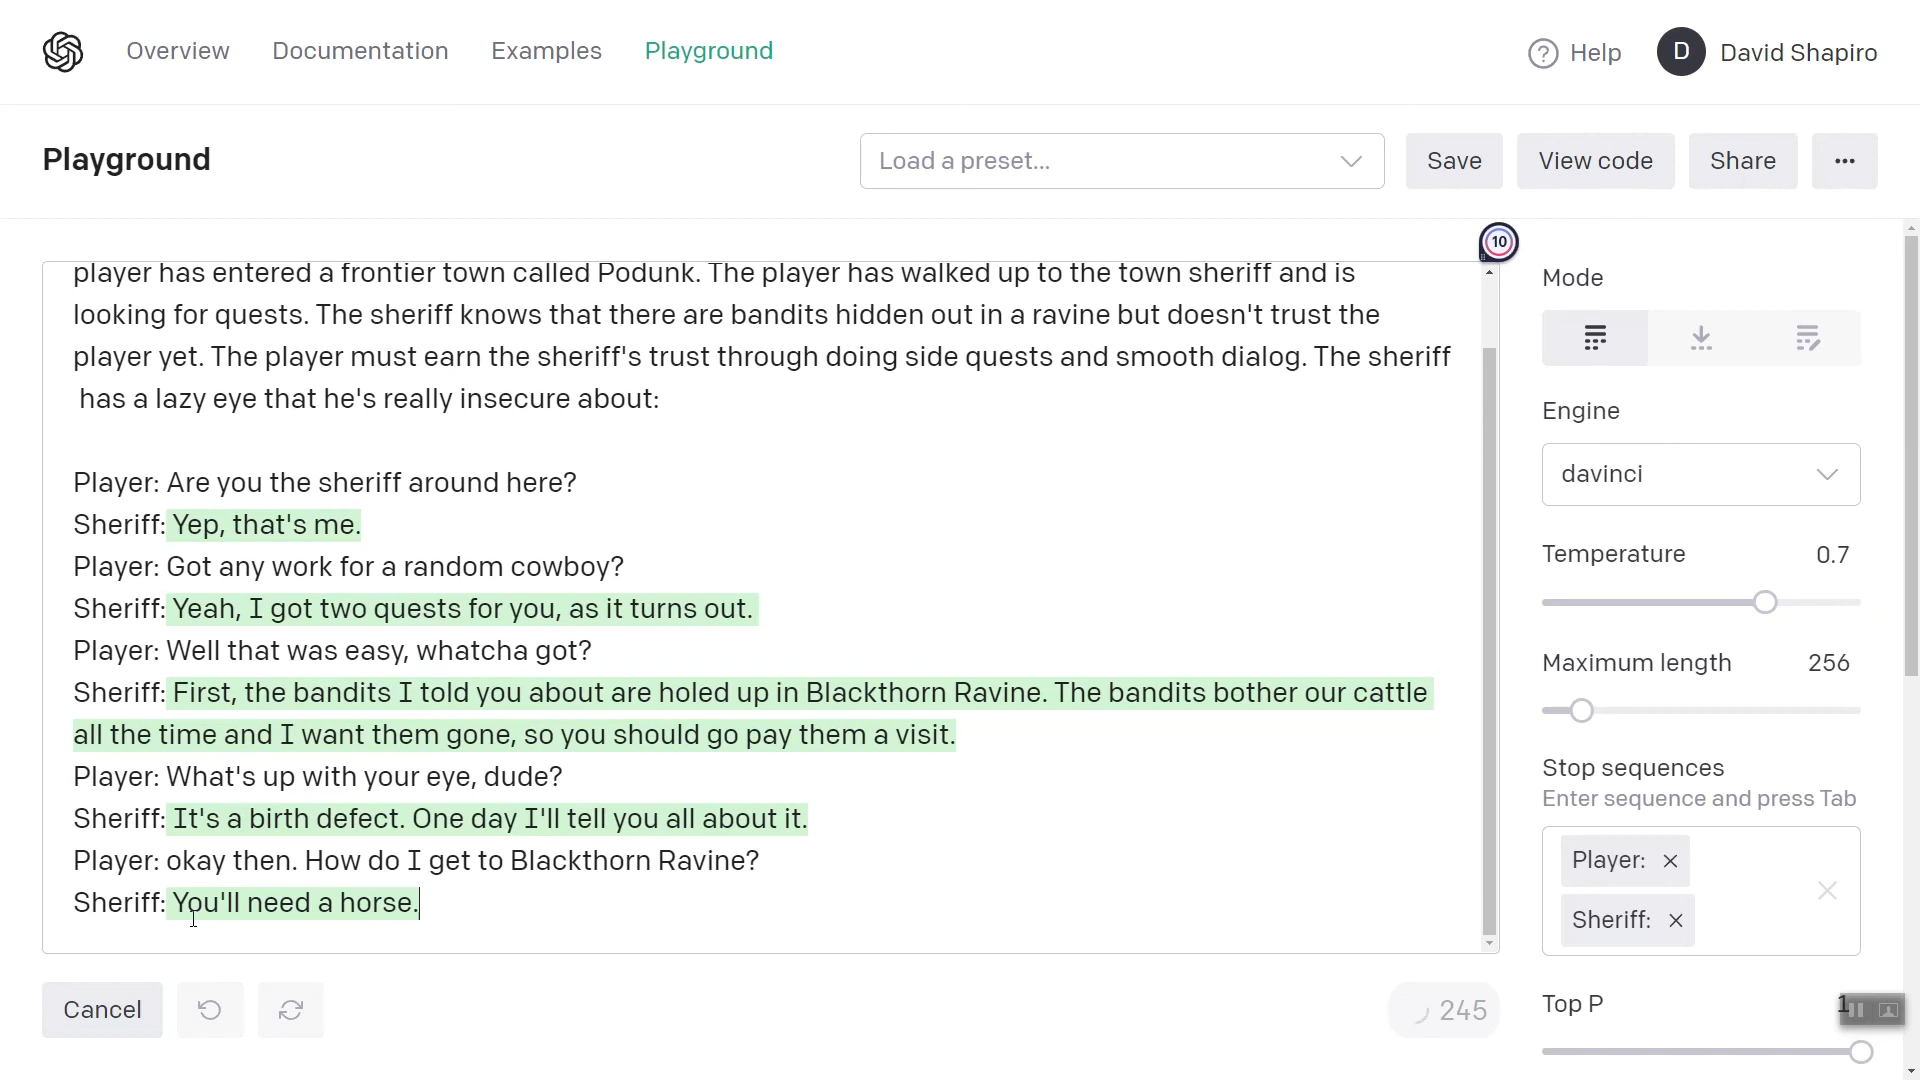 Overview Documentation Examples Playground Help D David Shapiro
Playground Load a preset... Save View code Share ...
10
player has entered a frontier town called Podunk. The player has walked up to the town sheriff and is
looking for quests. The sheriff knows that there are bandits hidden out in a ravine but doesn't trust the
player yet. The player must earn the sheriff's trust through doing side quests and smooth dialog. The sheriff
has a lazy eye that he's really insecure about:
Player: Are you the sheriff around here?
Sheriff: Yep, that's me.
Player: Got any work for a random cowboy?
Sheriff: Yeah, I got two quests for you, as it turns out.
Player: Well that was easy, whatcha got?
Sheriff: First, the bandits I told you about are holed up in Blackthorn Ravine. The bandits bother our cattle
all the time and I want them gone, so you should go pay them a visit.
Player: What's up with your eye, dude?
Sheriff: It's a birth defect. One day I'll tell you all about it.
Player: okay then. How do I get to Blackthorn Ravine?
Sheriff: You'll need a horse.
Cancel 245
Mode
Engine
davinci
Temperature 0.7
Maximum length 256
Stop sequences
Enter sequence and press Tab
Player: ×
Sheriff: ×
Top P 1